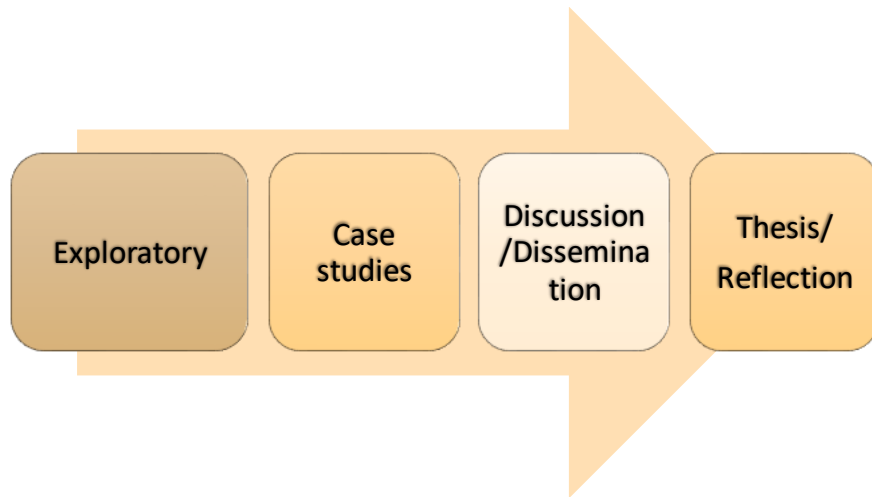 Exploratory
Case
studies
Discussion
/Dissemina
tion
Thesis/
Reflection